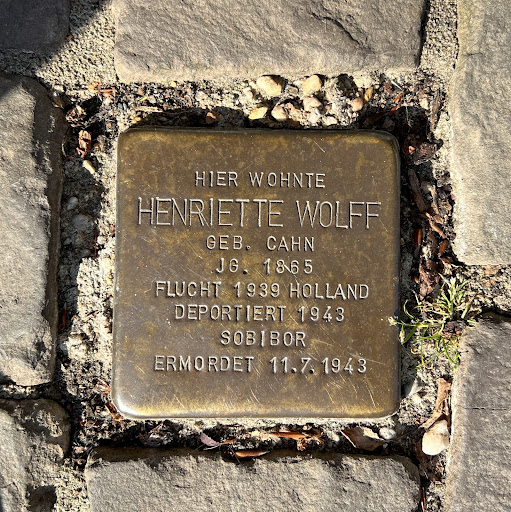 HIER WOHNTE
HENRIETTE WOLFF
GEB. CAHN
JG. 1865
FLUCHT 1939 HOLLAND
DEPORTIERT 1943
SOBIBOR
ERMORDET 11.7.1943